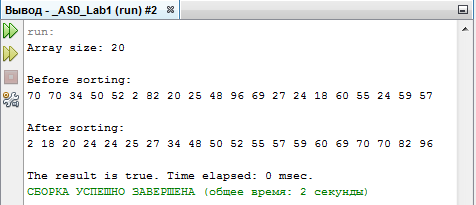 Вывод - _ASD_Lab1 (run) #2
run:
Array size: 20
Before sorting:
70 70 34 50 52 2 82 20 25 48 96 69 27 24 18 60 55 24 59 57
After sorting:
2 18 20 24 24 25 27 34 48 50 52 55 57 59 60 69 70 70 82 96
The result is true. Time elapsed: 0 msec.
СБОРКА УСПЕШНО ЗАВЕРШЕНА (общее время: 2 секунды)